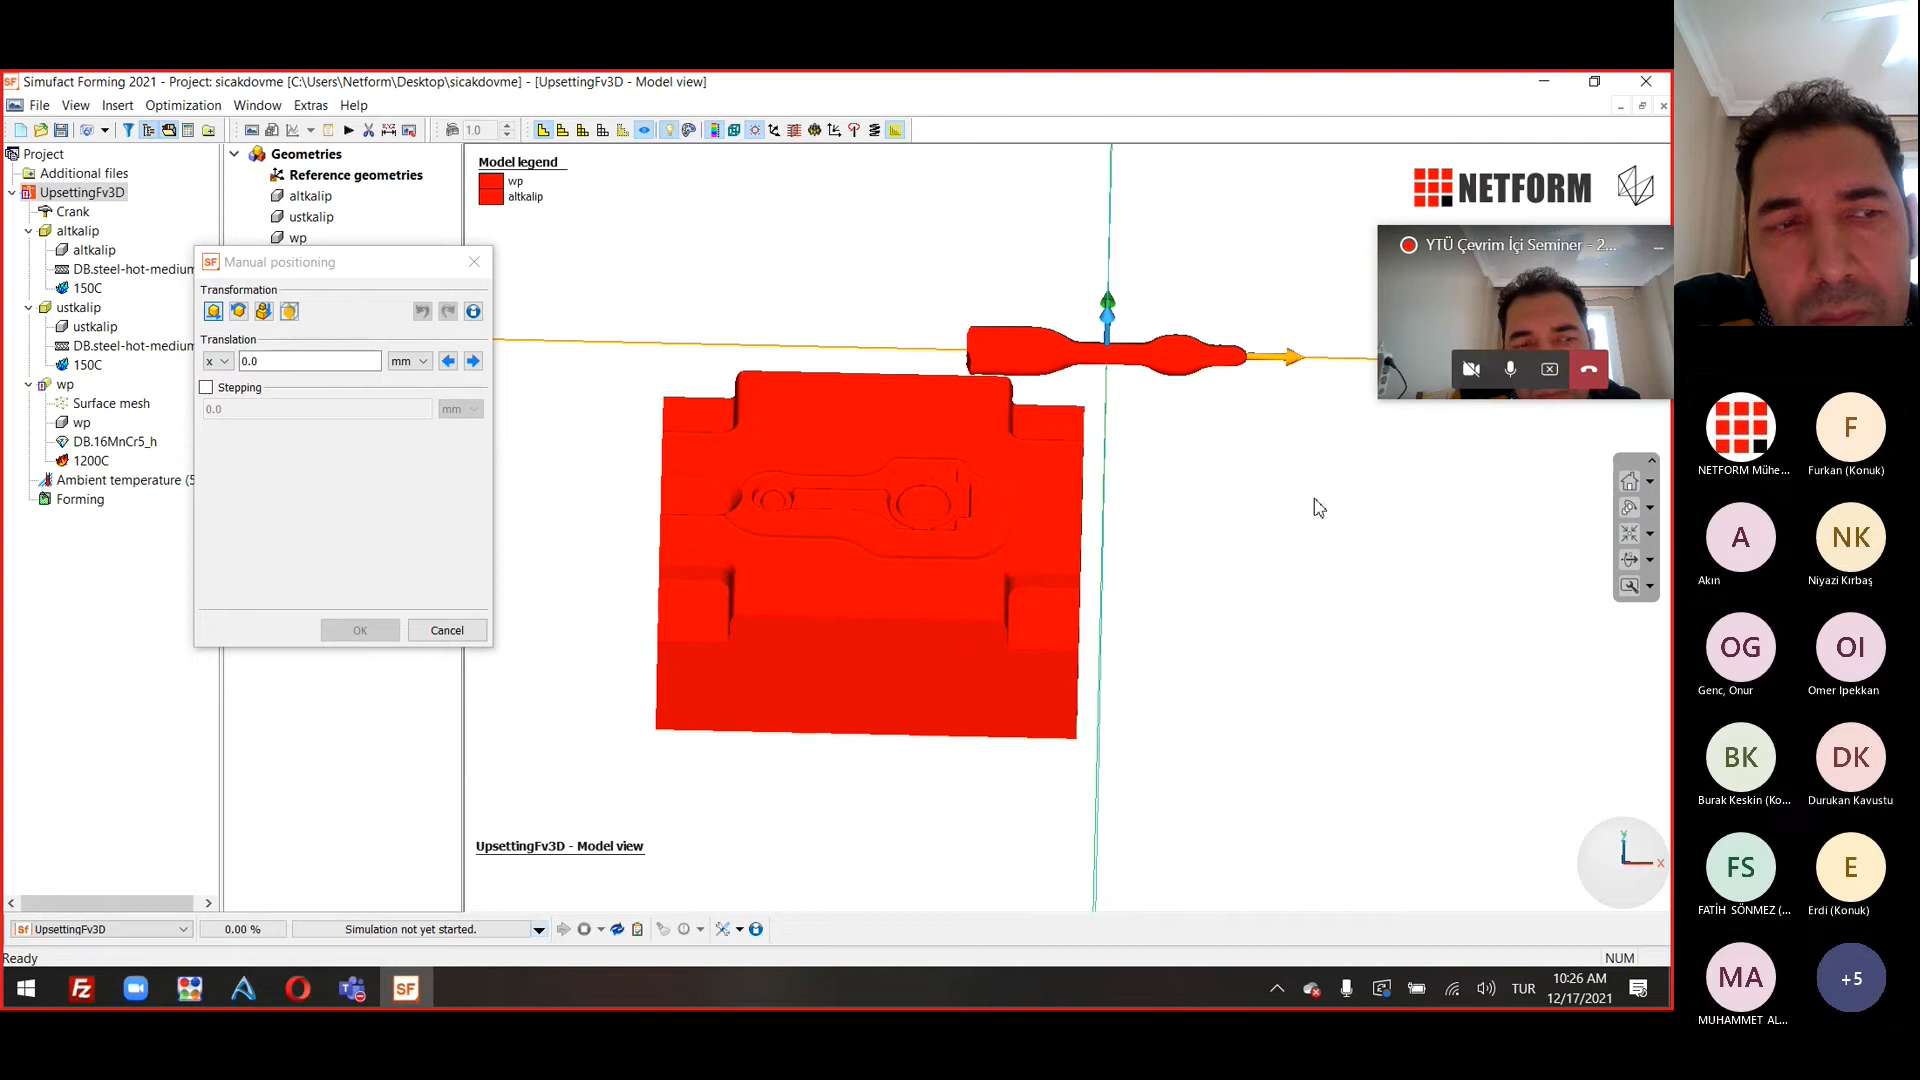 Simufact Forming 2021 - Project: sicakdovme [C:\Users\Netform\Desktop\sicakdovme] - [UpsettingFv3D - Model view]
File View Insert Optimization Window Extras Help
1.0
Project
Additional files
UpsettingFv3D
Crank
altkalip
altkalip
DB.steel-hot-medium
150C
ustkalip
ustkalip
DB.steel-hot-medium
150C
wp
Surface mesh
wp
DB.16MnCr5_h
1200C
Ambient temperature (5
Forming
Geometries
Reference geometries
altkalip
ustkalip
wp
Manual positioning
Transformation
Translation
x 0.0 mm
Stepping
0.0 mm
OK Cancel
Model legend
wp
altkalip
NETFORM
YTÜ Çevrim İçi Seminer - 2...
UpsettingFv3D - Model view
Y
X
UpsettingFv3D 0.00 % Simulation not yet started.
Ready NUM
TUR
10:26 AM
12/17/2021
NETFORM Mühe...
F
Furkan (Konuk)
A
Akın
NK
Niyazi Kırbaş
OG
Genc, Onur
OI
Omer Ipekkan
BK
Burak Keskin (Ko...
DK
Durukan Kavustu
FS
FATİH SÖNMEZ (...
E
Erdi (Konuk)
MA
MUHAMMET AL...
+5